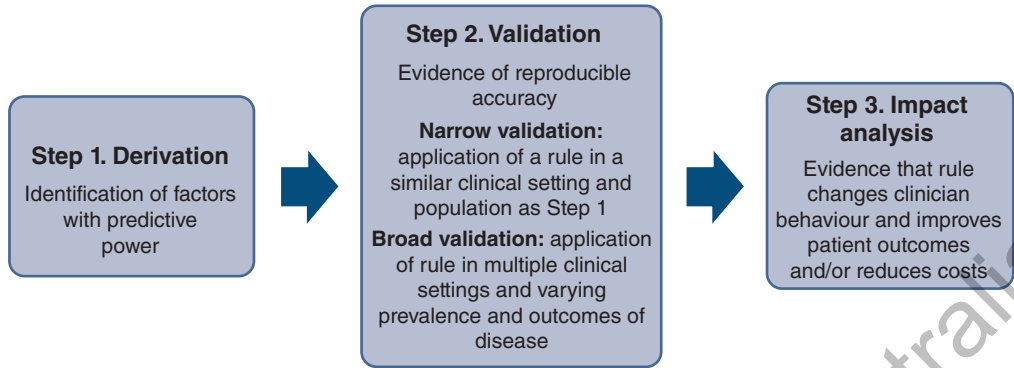 Step 1. Derivation
Identification of factors
with predictive
power
Step 2. Validation
Evidence of reproducible
accuracy
Narrow validation:
application of a rule in a
similar clinical setting and
population as Step 1
Broad validation: application
of rule in multiple clinical
settings and varying
prevalence and outcomes of
disease
Step 3. Impact
analysis
Evidence that rule
changes clinician
behaviour and improves
patient outcomes
and/or reduces costs